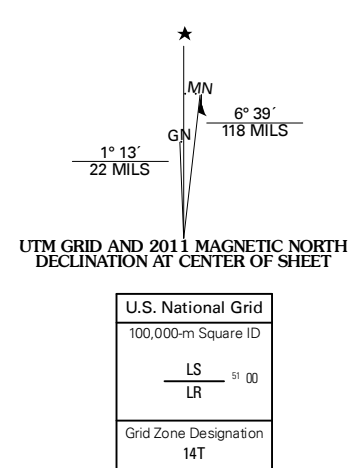 ★
MN
6° 39´
118 MILS
GN
1° 13´
22 MILS
UTM GRID AND 2011 MAGNETIC NORTH
DECLINATION AT CENTER OF SHEET
U.S. National Grid
100,000-m Square ID
LS
51 00
LR
Grid Zone Designation
14T